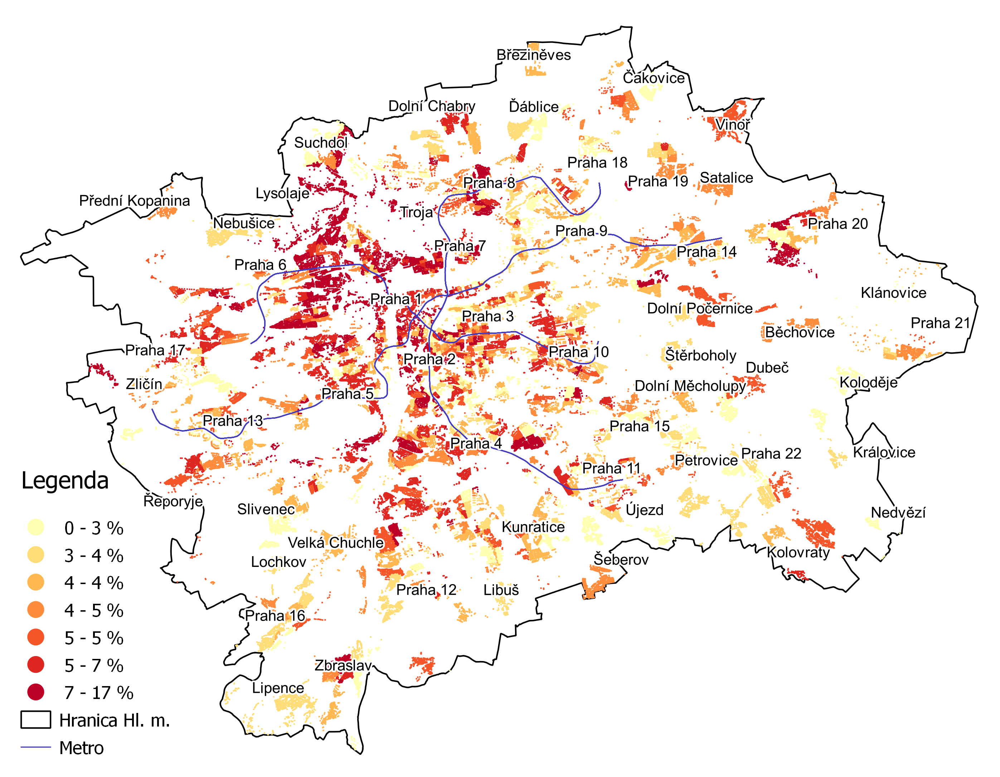 Březiněves
Čakovice
Dolní Chabry
Ďáblice
Vinoř
Suchdol
Praha 18
Praha 8
Praha 19
Satalice
Lysolaje
Přední Kopanina
Troja
Nebušice
Praha 20
Praha 9
Praha 7
Praha 14
Praha 6
Klánovice
Praha 1
Dolní Počernice
Praha 3
Praha 21
Běchovice
Praha 17
Praha 10
Štěrboholy
Praha 2
Dubeč
Zličín
Koloděje
Dolní Měcholupy
Praha 5
Praha 13
Praha 15
Praha 4
Královice
Praha 22
Petrovice
Praha 11
Legenda
Řeporyje
Slivenec
Újezd
Nedvězí
0 - 3 %
Kunratice
Velká Chuchle
3 - 4 %
Kolovraty
Lochkov
Šeberov
4 - 4 %
Praha 12
Libuš
4 - 5 %
Praha 16
5 - 5 %
5 - 7 %
Zbraslav
7 - 17 %
Lipence
Hranica Hl. m.
Metro